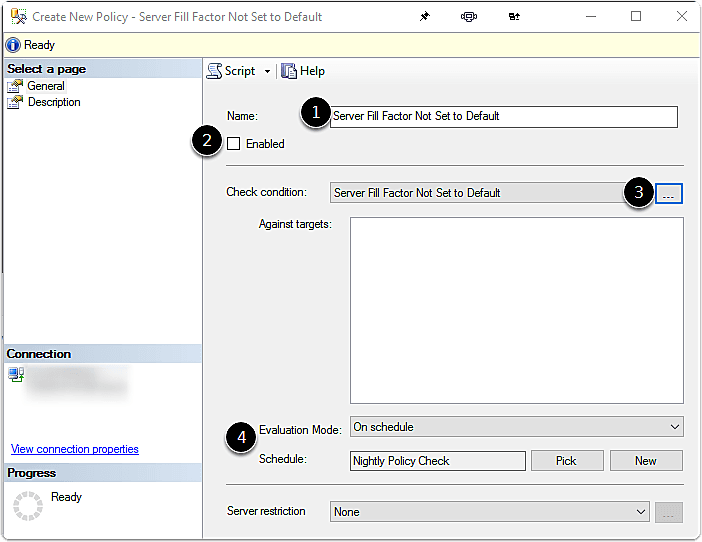 Create New Policy - Server Fill Factor Not Set to Default
Ready
Select a page
General
Description
Script
Help
Name:
1
Server Fill Factor Not Set to Default
2
Enabled
Check condition:
Server Fill Factor Not Set to Default
3
...
Against targets:
4
Evaluation Mode:
On schedule
Schedule:
Nightly Policy Check
Pick
New
Server restriction
None
...
Connection
View connection properties
Progress
Ready